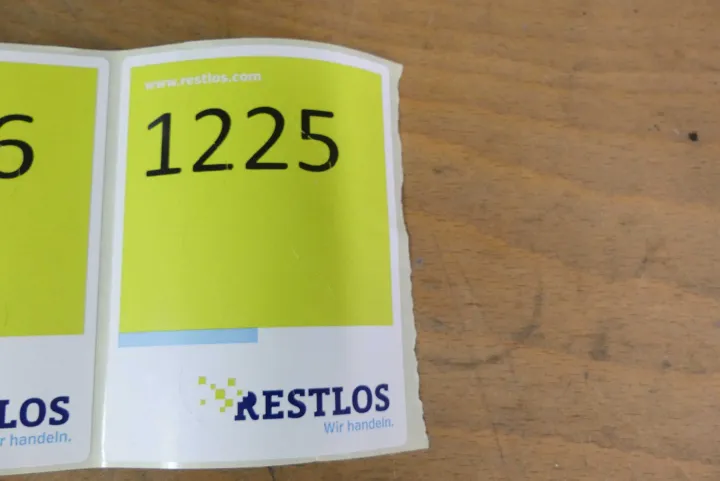 www.restlos.com
6
1225
LOS
r handeln.
RESTLOS
Wir handeln.